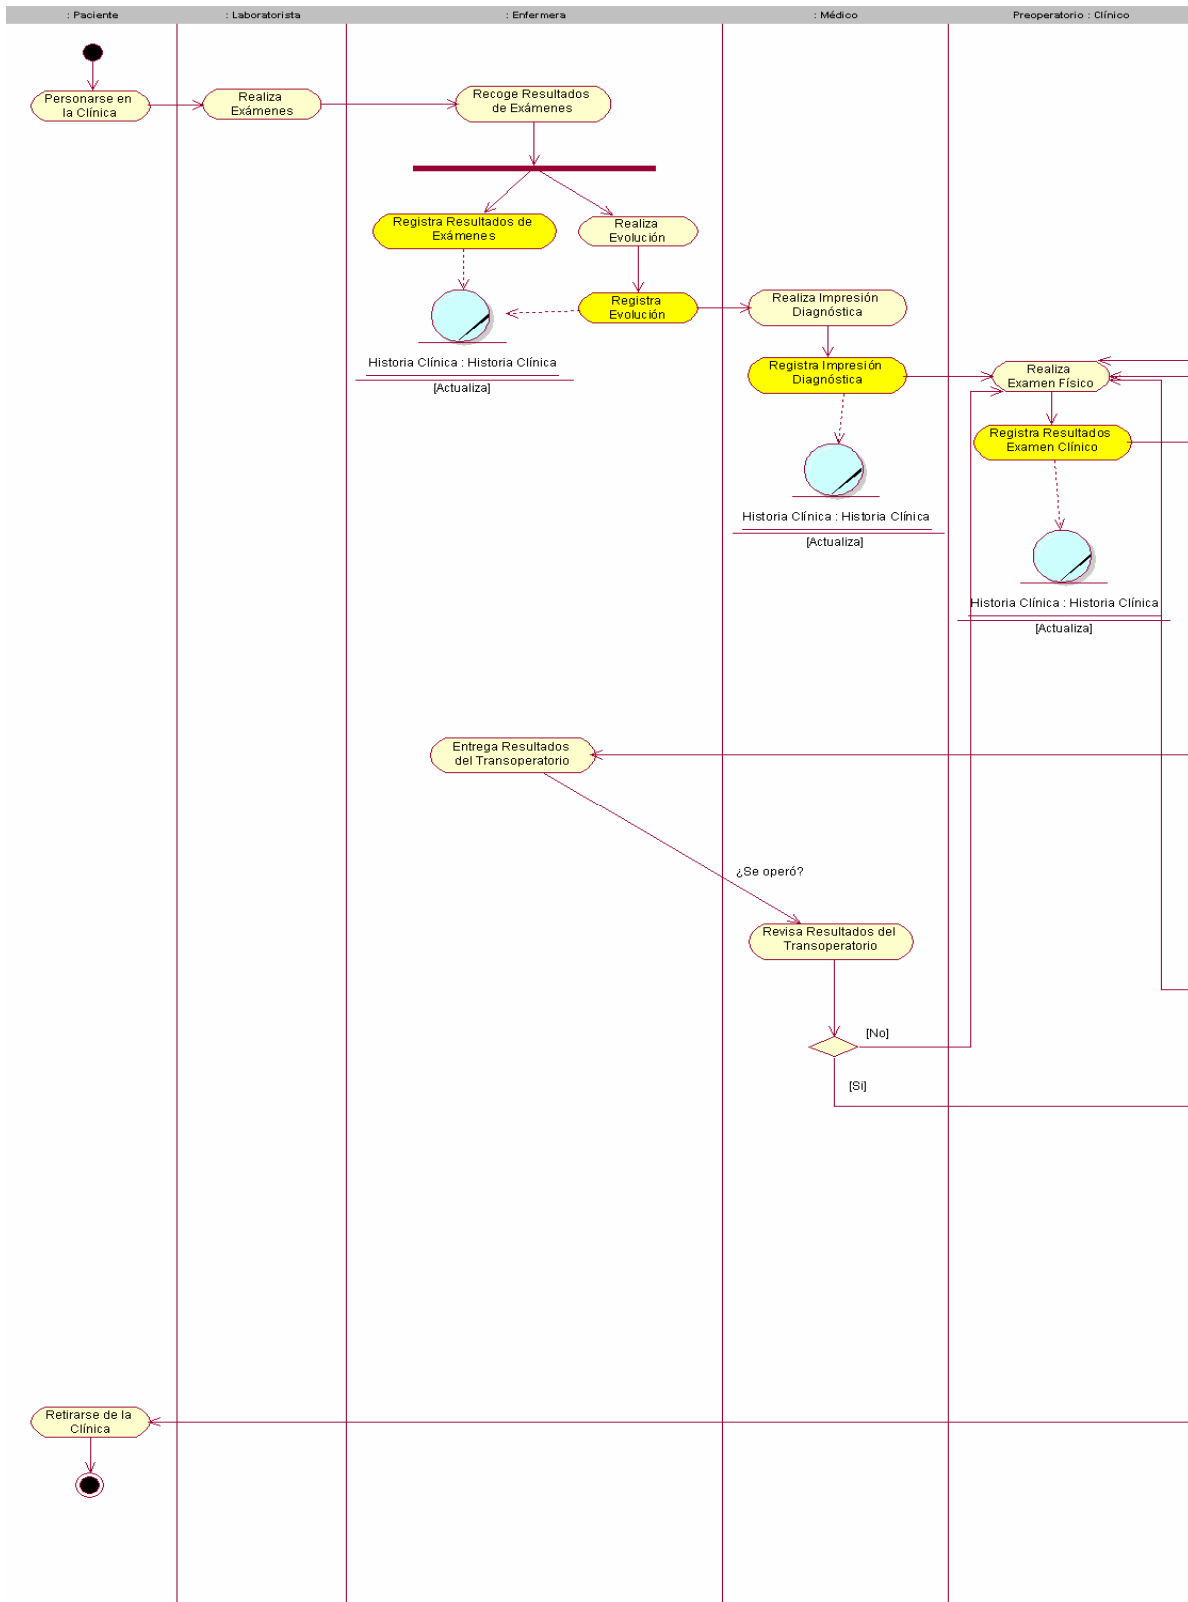 : Paciente
: Laboratorista
: Enfermera
: Médico
Preoperatorio : Clínico
Personarse en
la Clínica
Realiza
Exámenes
Recoge Resultados
de Exámenes
Registra Resultados de
Exámenes
Realiza
Evolución
Registra
Evolución
Realiza Impresión
Diagnóstica
Historia Clínica : Historia Clínica
[Actualiza]
Registra Impresión
Diagnóstica
Realiza
Examen Físico
Registra Resultados
Examen Clínico
Historia Clínica : Historia Clínica
[Actualiza]
Historia Clínica : Historia Clínica
[Actualiza]
Entrega Resultados
del Transoperatorio
¿Se operó?
Revisa Resultados del
Transoperatorio
[No]
[Si]
Retirarse de la
Clínica